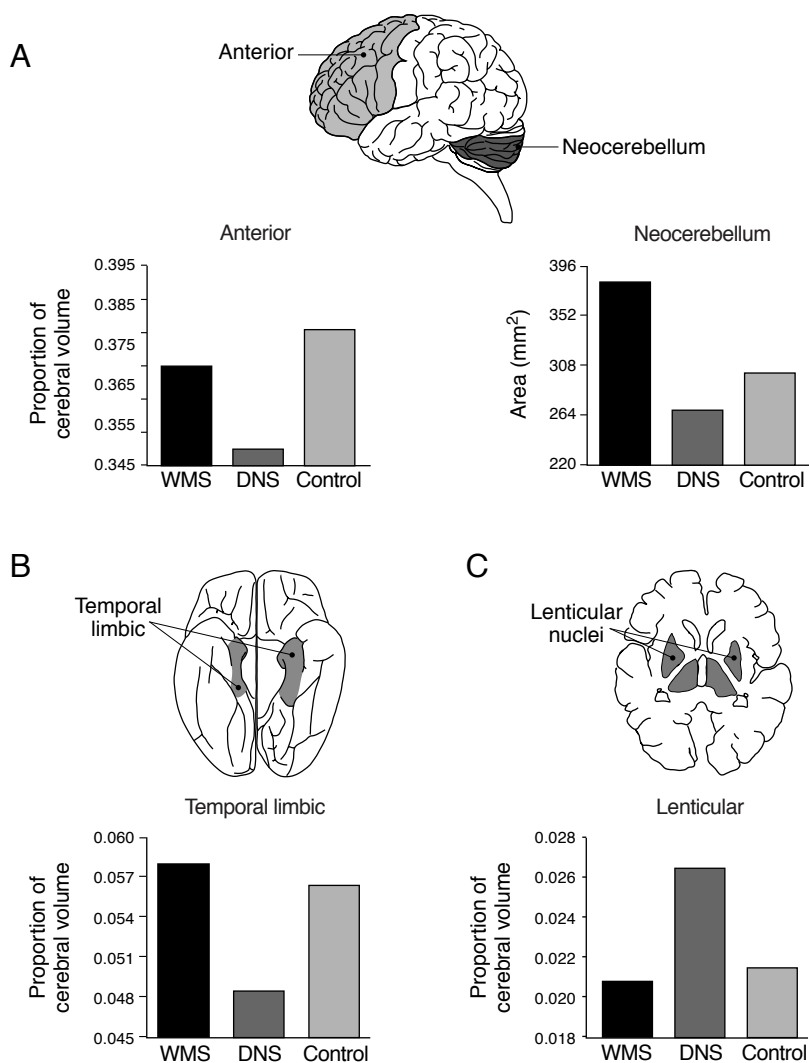 A
Anterior
Neocerebellum
Anterior
Proportion of
cerebral volume
0.395
0.385
0.375
0.365
0.355
0.345
WMS DNS Control
Neocerebellum
Area (mm²)
396
352
308
264
220
WMS DNS Control
B
Temporal
limbic
Temporal limbic
Proportion of
cerebral volume
0.060
0.057
0.054
0.051
0.048
0.045
WMS DNS Control
C
Lenticular
nuclei
Lenticular
Proportion of
cerebral volume
0.028
0.026
0.024
0.022
0.020
0.018
WMS DNS Control